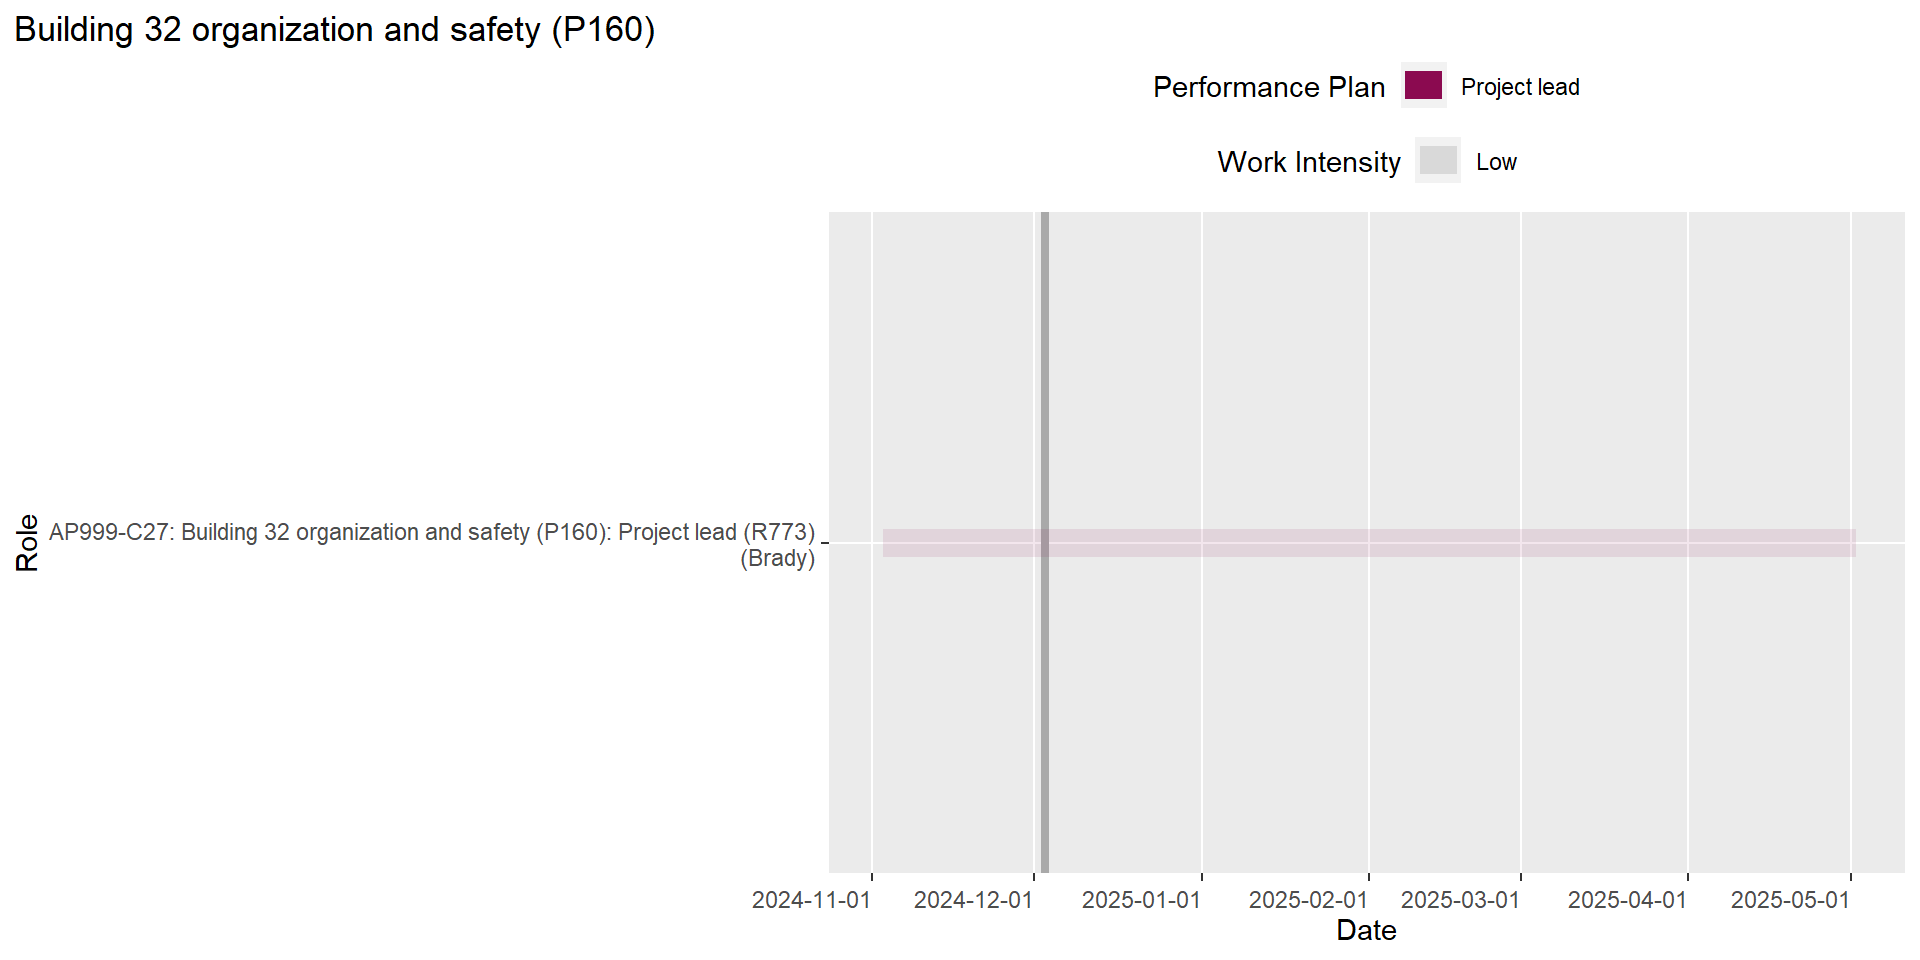 Building 32 organization and safety (P160)
Performance Plan Project lead
Work Intensity Low
Role
AP999-C27: Building 32 organization and safety (P160): Project lead (R773)
(Brady)
2024-11-01 2024-12-01 2025-01-01 2025-02-01 2025-03-01 2025-04-01 2025-05-01
Date